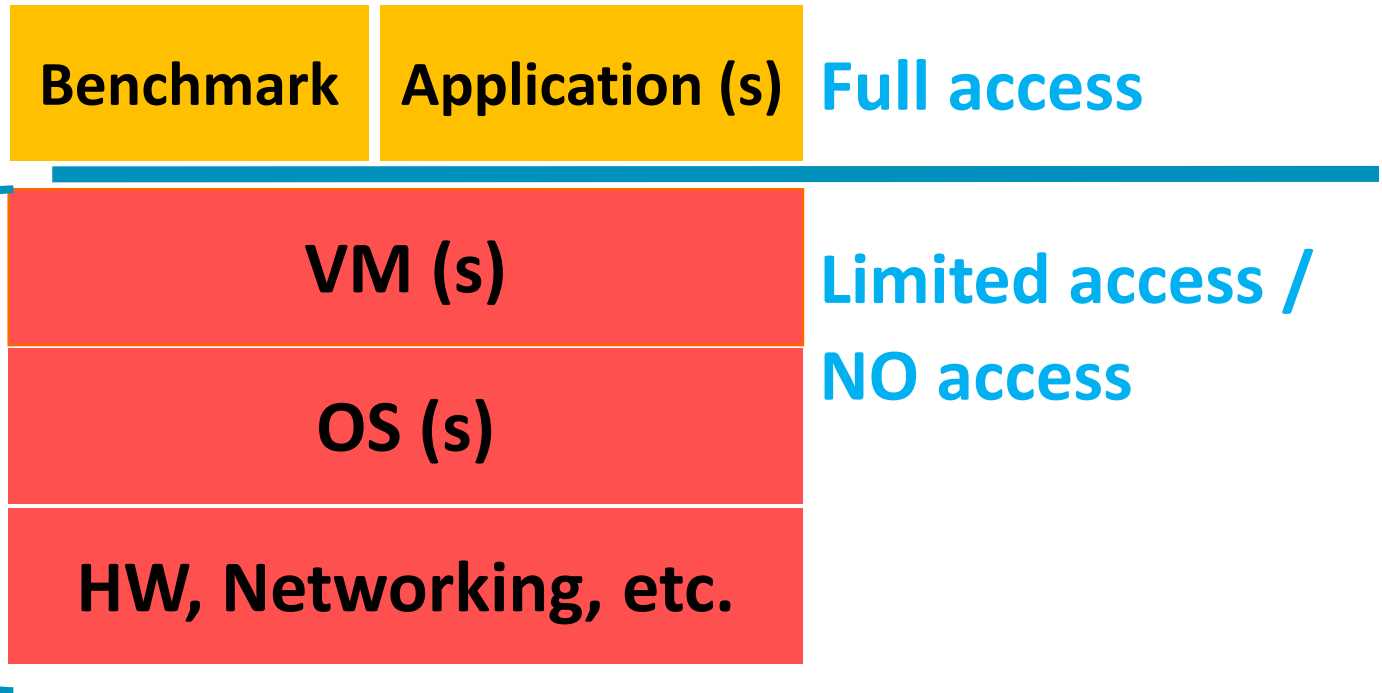 Benchmark
Application (s)
Full access
VM (s)
Limited access /
NO access
OS (s)
HW, Networking, etc.